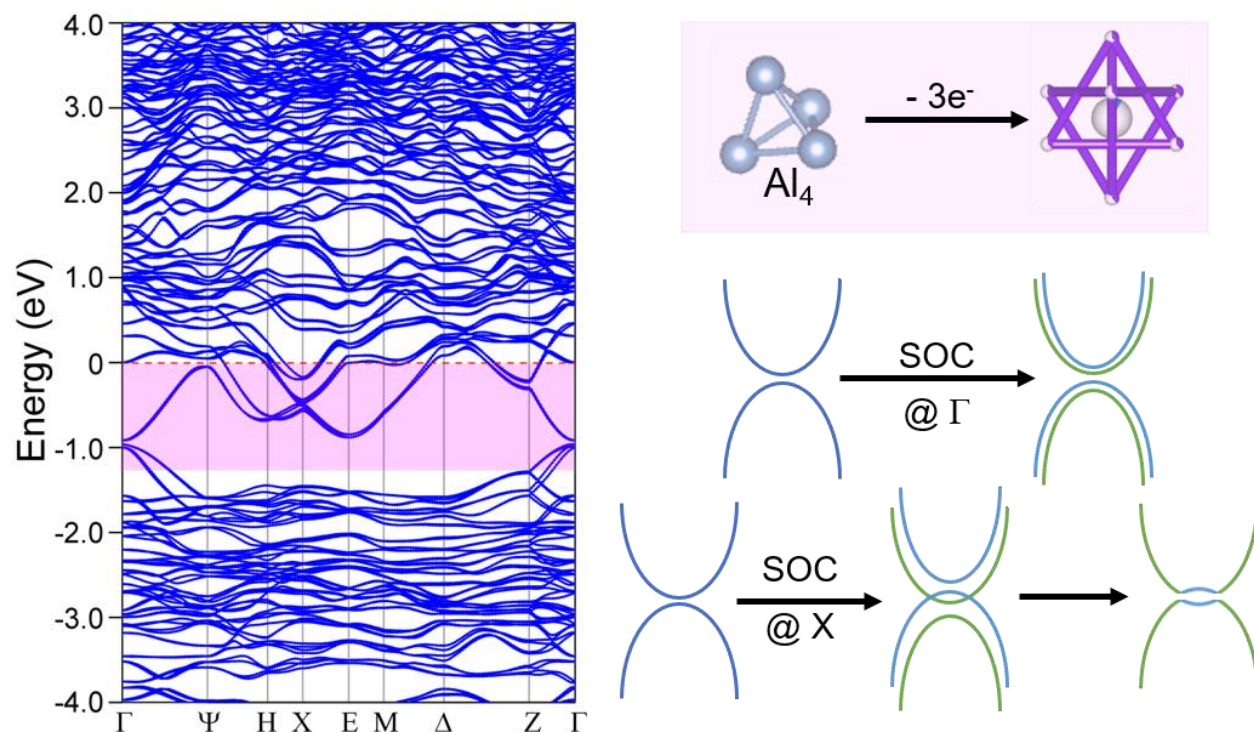 Energy (eV)
4.0
3.0
2.0
1.0
0
-1.0
-2.0
-3.0
-4.0
Γ Ψ H X E M Δ Z Γ
- 3e⁻
Al₄
SOC
@ Γ
SOC
@ X